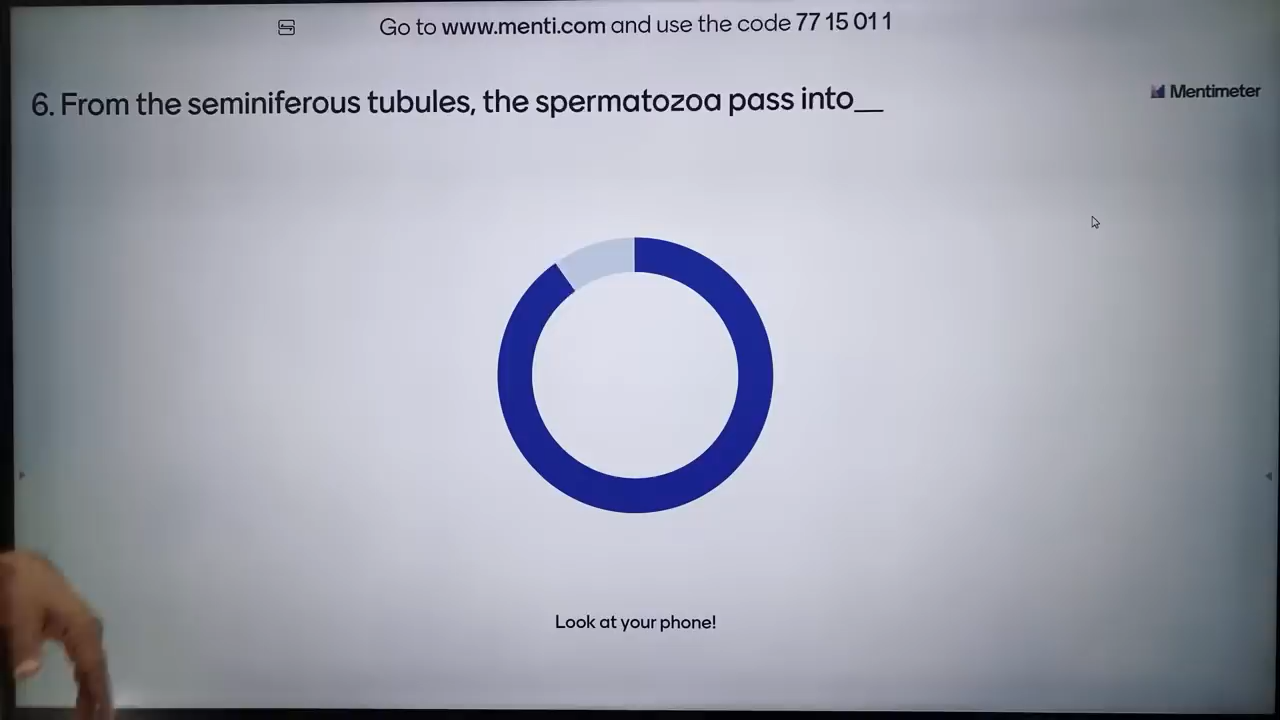 Go to www.menti.com and use the code 77 15 01 1
6. From the seminiferous tubules, the spermatozoa pass into__
Mentimeter
Look at your phone!